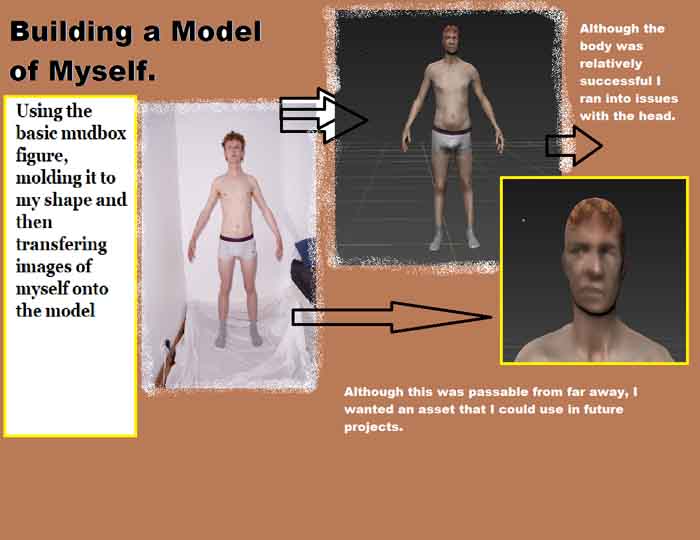 Building a Model
of Myself.
Using the
basic mudbox
figure,
molding it to
my shape and
then
transfering
images of
myself onto
the model
Although the
body was
relatively
successful I
ran into issues
with the head.
Although this was passable from far away, I
wanted an asset that I could use in future
projects.